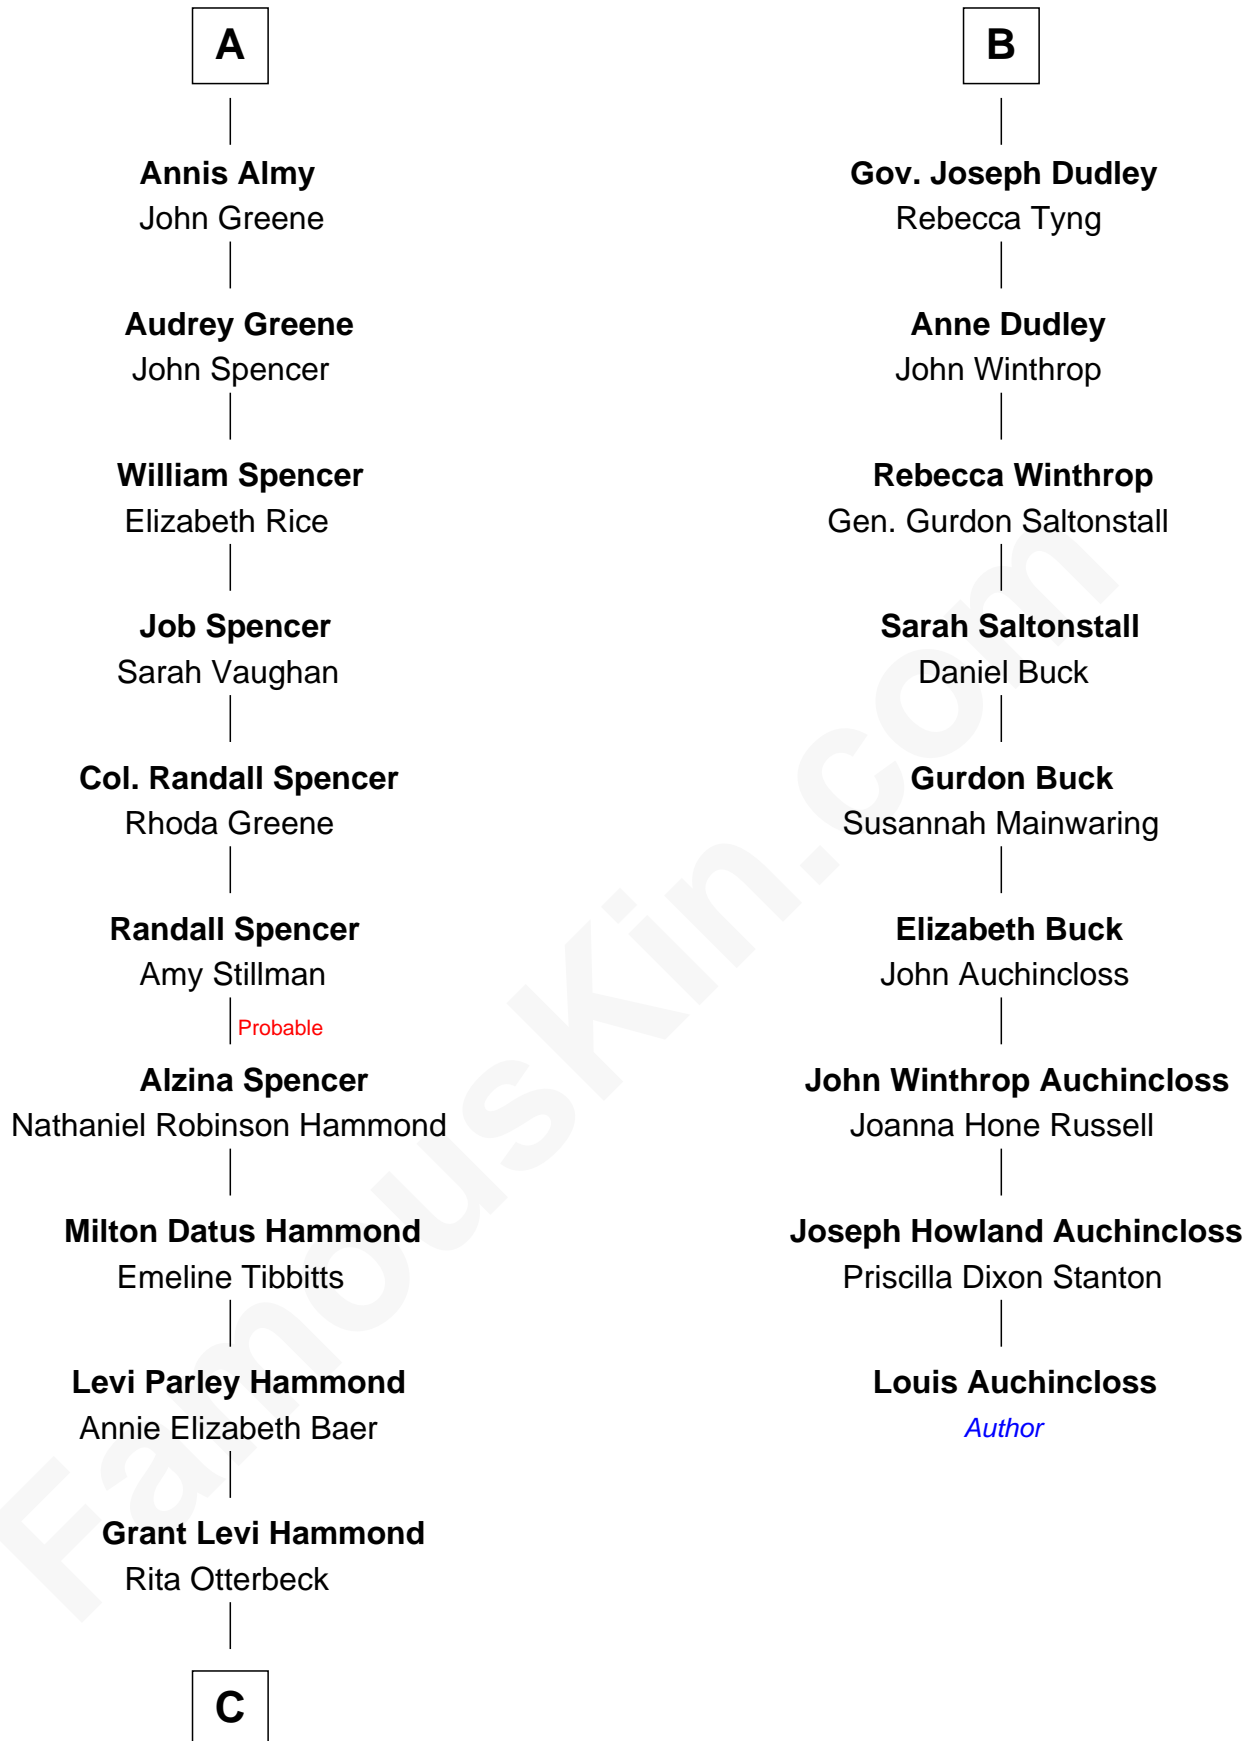 A
Annis Almy
John Greene
Audrey Greene
John Spencer
William Spencer
Elizabeth Rice
Job Spencer
Sarah Vaughan
Col. Randall Spencer
Rhoda Greene
Randall Spencer
Amy Stillman
Probable
Alzina Spencer
Nathaniel Robinson Hammond
Milton Datus Hammond
Emeline Tibbitts
Levi Parley Hammond
Annie Elizabeth Baer
Grant Levi Hammond
Rita Otterbeck
C
B
Gov. Joseph Dudley
Rebecca Tyng
Anne Dudley
John Winthrop
Rebecca Winthrop
Gen. Gurdon Saltonstall
Sarah Saltonstall
Daniel Buck
Gurdon Buck
Susannah Mainwaring
Elizabeth Buck
John Auchincloss
John Winthrop Auchincloss
Joanna Hone Russell
Joseph Howland Auchincloss
Priscilla Dixon Stanton
Louis Auchincloss
Author
FamousKin.com